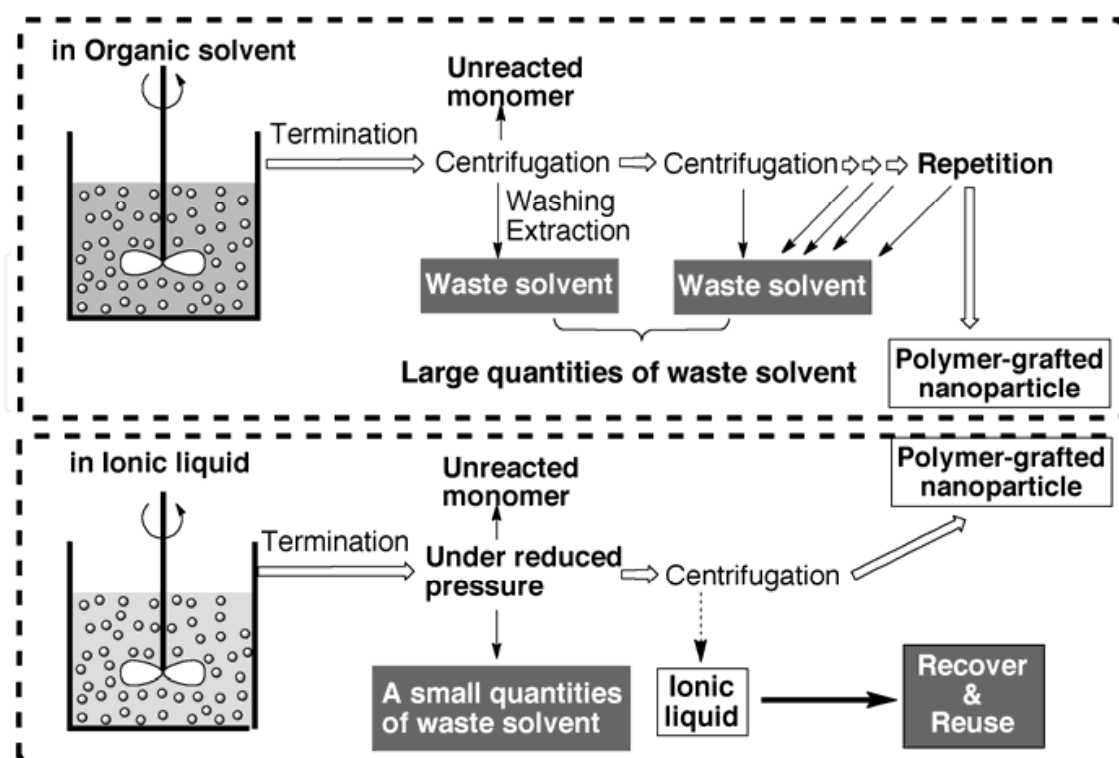 in Organic solvent
Unreacted
monomer
Termination
Centrifugation
Centrifugation
Repetition
Washing
Extraction
Waste solvent
Waste solvent
Large quantities of waste solvent
Polymer-grafted
nanoparticle
in Ionic liquid
Unreacted
monomer
Polymer-grafted
nanoparticle
Termination
Under reduced
pressure
Centrifugation
A small quantities
of waste solvent
Ionic
liquid
Recover
&
Reuse